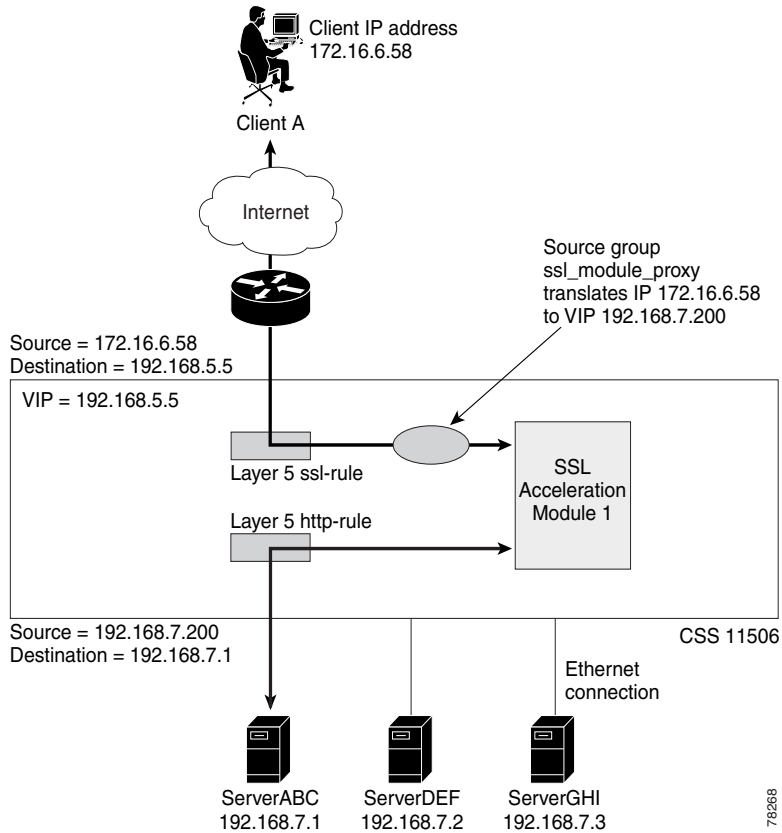 Client IP address
172.16.6.58
Client A
Internet
Source group
ssl_module_proxy
translates IP 172.16.6.58
to VIP 192.168.7.200
Source = 172.16.6.58
Destination = 192.168.5.5
VIP = 192.168.5.5
Layer 5 ssl-rule
SSL
Acceleration
Module 1
Layer 5 http-rule
Source = 192.168.7.200
Destination = 192.168.7.1
CSS 11506
Ethernet
connection
ServerABC
192.168.7.1
ServerDEF
192.168.7.2
ServerGHI
192.168.7.3
78268